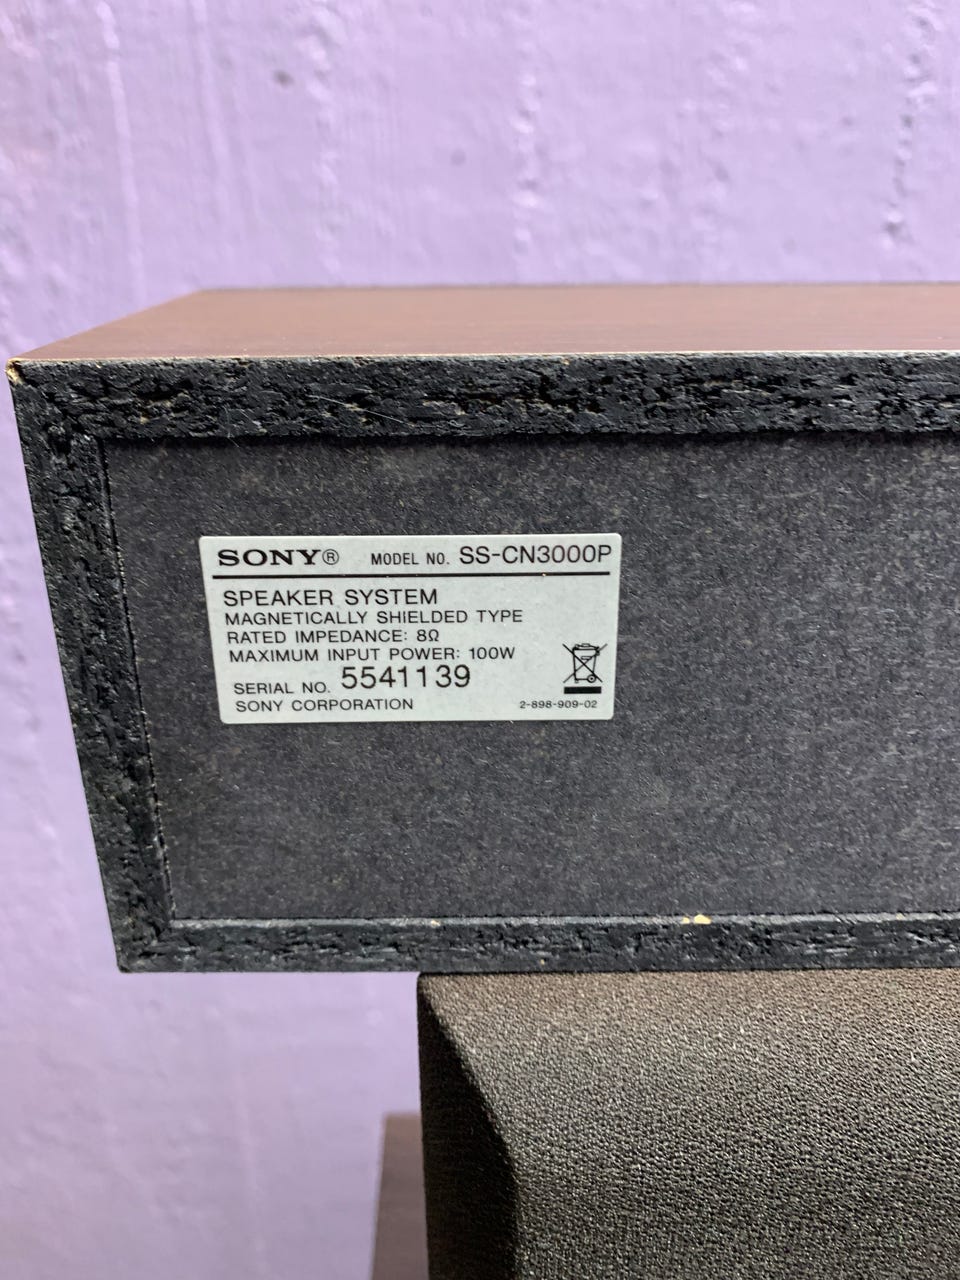 SONY® MODEL NO. SS-CN3000P
SPEAKER SYSTEM
MAGNETICALLY SHIELDED TYPE
RATED IMPEDANCE: 8Ω
MAXIMUM INPUT POWER: 100W
SERIAL NO. 5541139
SONY CORPORATION 2-898-909-02